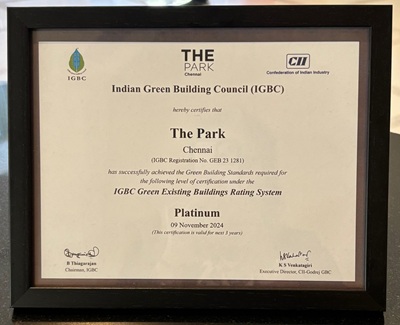 IGBC
THE
PARK
Chennai
CII
Confederation of Indian Industry
Indian Green Building Council (IGBC)
hereby certifies that
The Park
Chennai
(IGBC Registration No. GEB 23 1281)
has successfully achieved the Green Building Standards required for
the following level of certification under the
IGBC Green Existing Buildings Rating System
Platinum
09 November 2024
(This certification is valid for next 3 years)
B Thiagarajan
Chairman, IGBC
K S Venkatagiri
Executive Director, CII-Godrej GBC